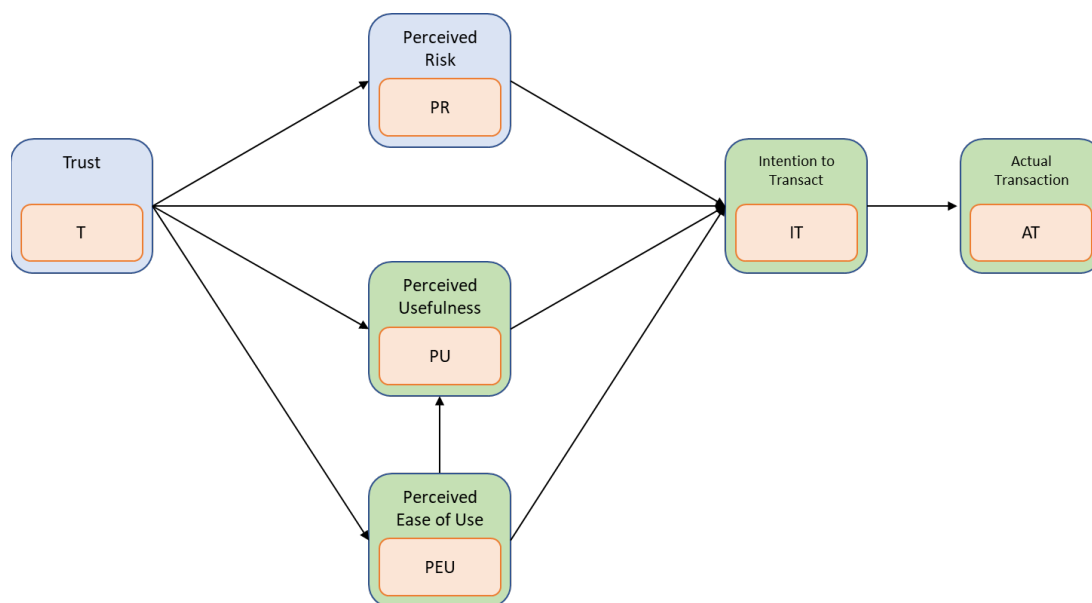 Perceived
Risk
PR
Trust
T
Intention to
Transact
IT
Actual
Transaction
AT
Perceived
Usefulness
PU
Perceived
Ease of Use
PEU